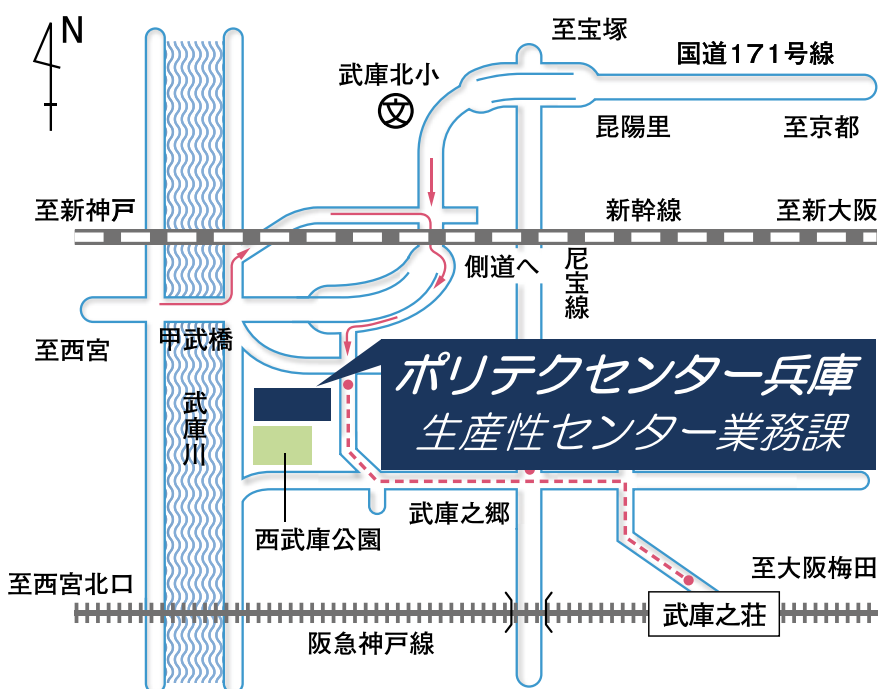 N
至宝塚
国道171号線
武庫北小
文
昆陽里
至京都
至新神戸
新幹線
至新大阪
側道へ
尼宝線
至西宮
甲武橋
ポリテクセンター兵庫
生産性センター業務課
武庫川
武庫之郷
西武庫公園
至西宮北口
至大阪梅田
武庫之荘
阪急神戸線